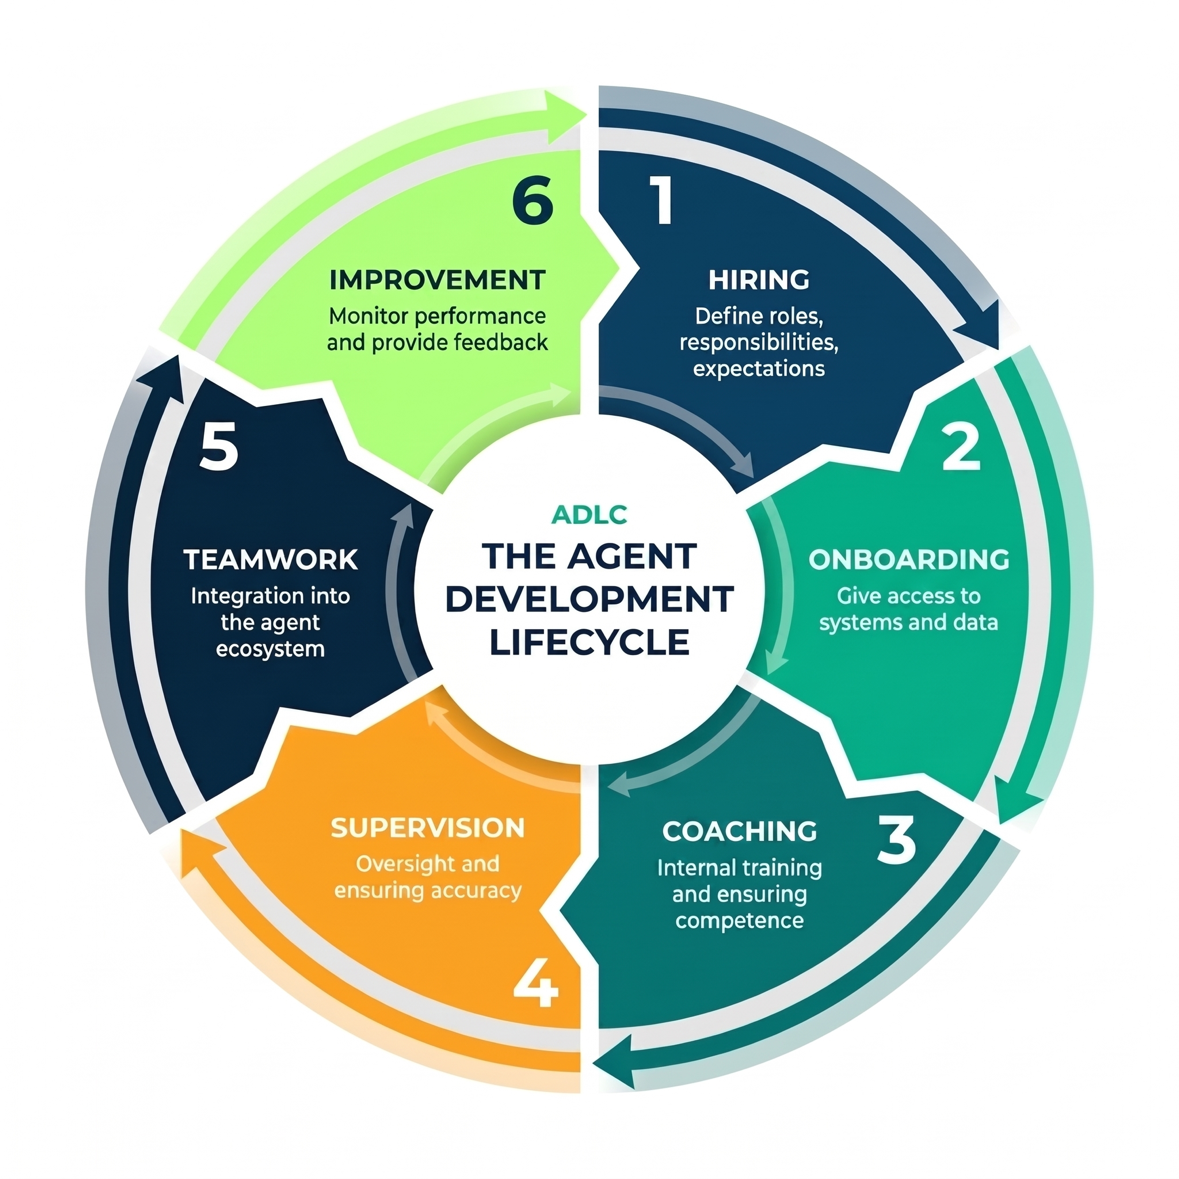 ADLC
THE AGENT
DEVELOPMENT
LIFECYCLE
1
HIRING
Define roles,
responsibilities,
expectations
2
ONBOARDING
Give access to
systems and data
3
COACHING
Internal training
and ensuring
competence
4
SUPERVISION
Oversight and
ensuring accuracy
5
TEAMWORK
Integration into
the agent
ecosystem
6
IMPROVEMENT
Monitor performance
and provide feedback